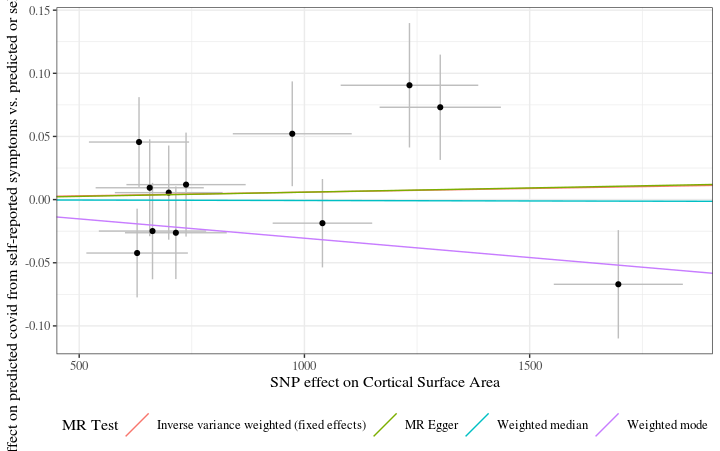 0.15
0.10
0.05
0.00
-0.05
-0.10
effect on predicted covid from self-reported symptoms vs. predicted or
500
1000
1500
SNP effect on Cortical Surface Area
MR Test
Inverse variance weighted (fixed effects)
MR Egger
Weighted median
Weighted mode